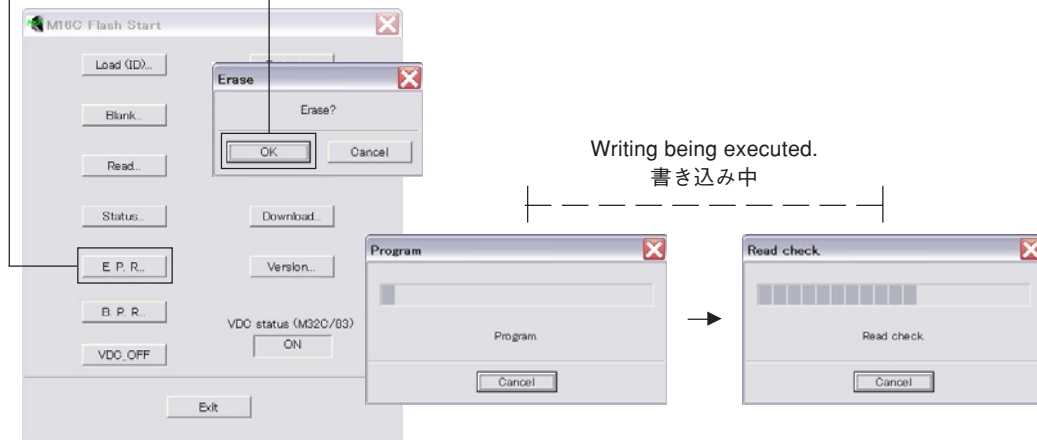 M16C Flash Start
Load (ID)...
Erase
Erase?
OK
Cancel
Blank...
Read...
Status...
Download...
E. P. R...
Version...
B. P. R...
VDC status (M32C/83)
ON
VDC_OFF
Exit
Writing being executed.
書き込み中
Program
Program.
Cancel
Read check.
Read check.
Cancel